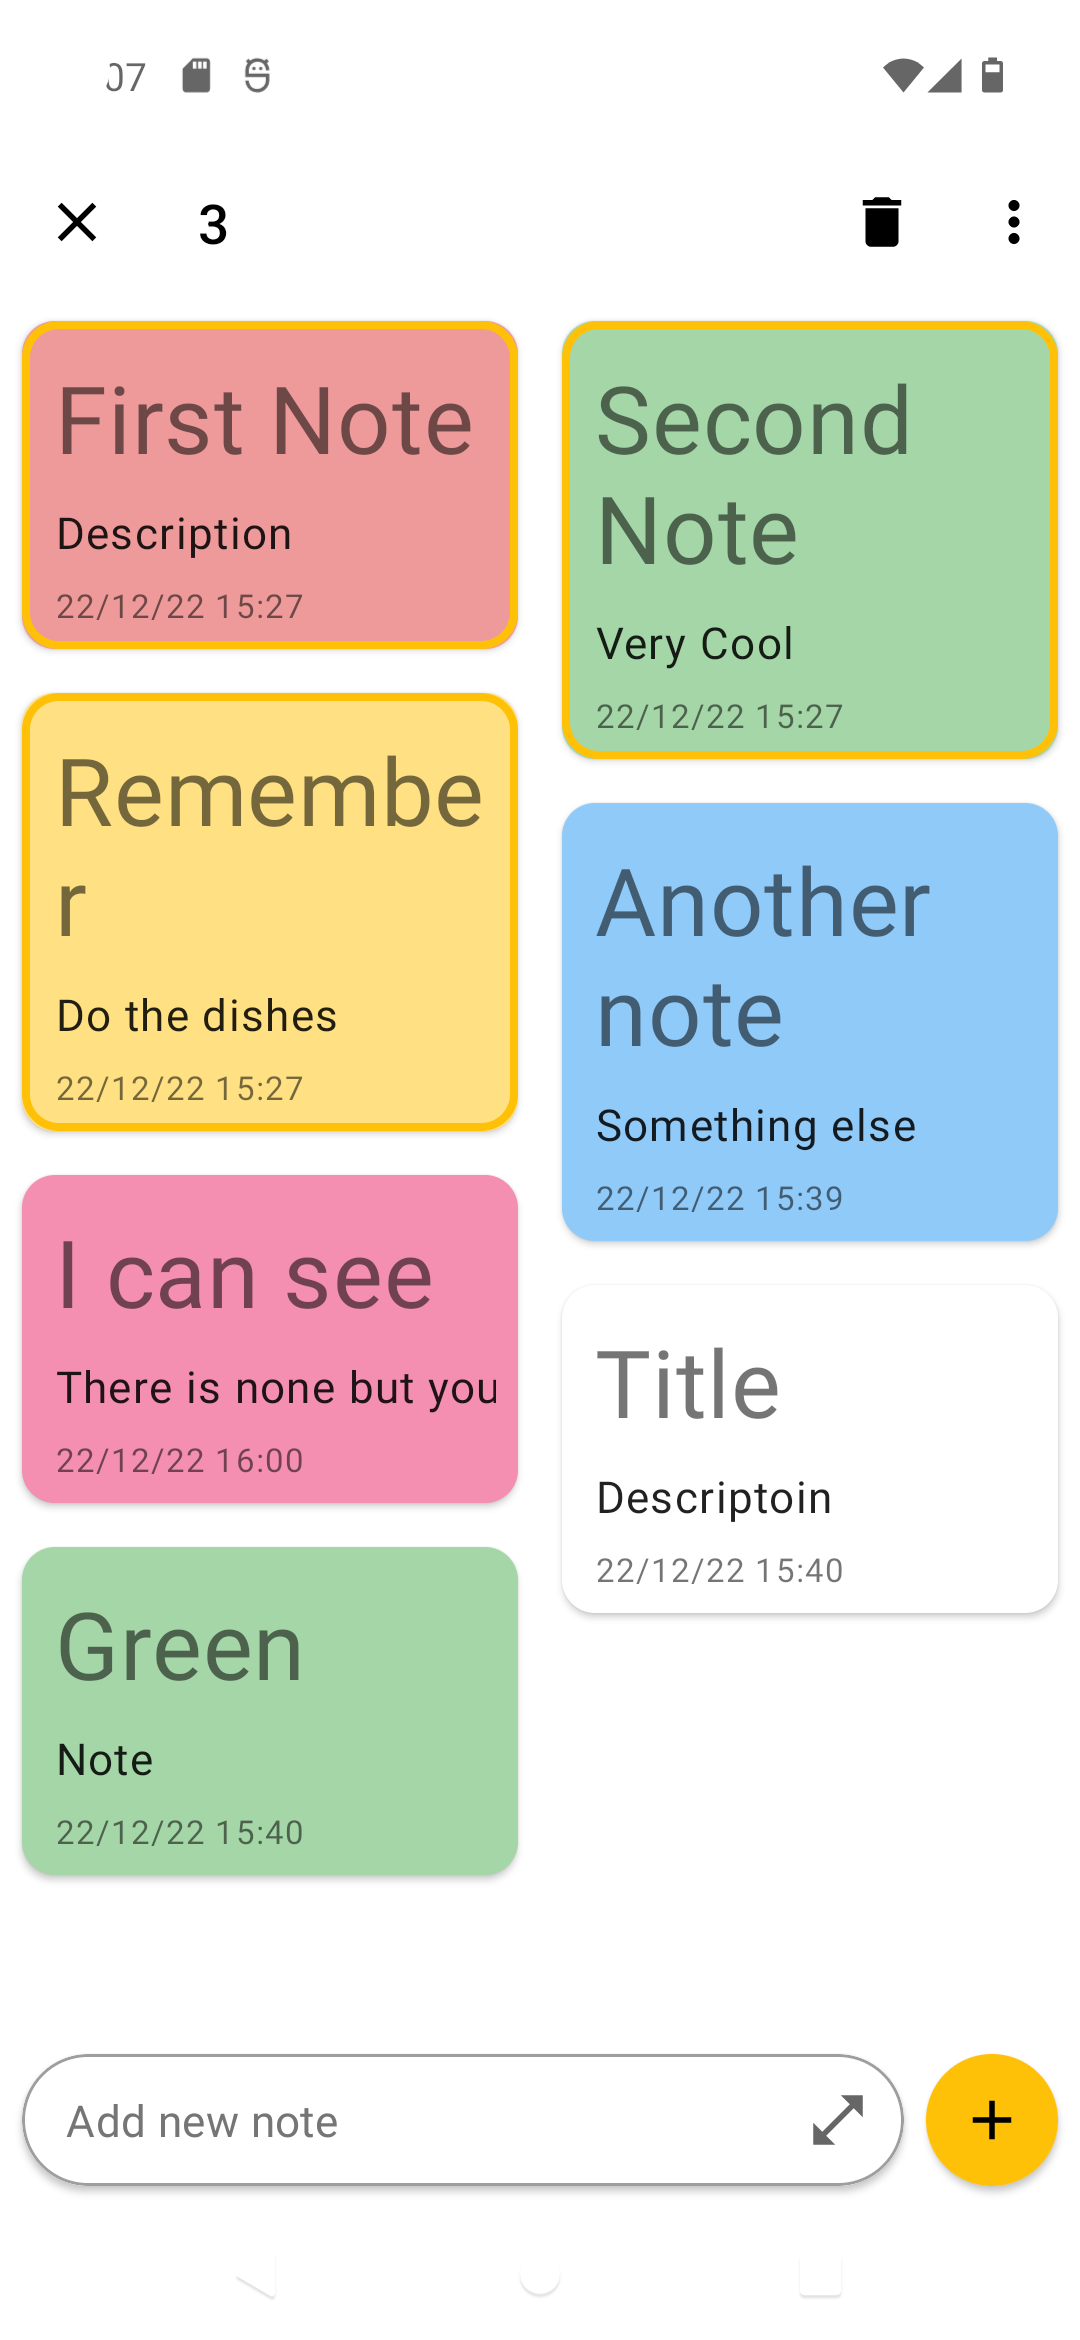 07
3
First Note
Description
22/12/22 15:27
Second
Note
Very Cool
22/12/22 15:27
Remembe
r
Do the dishes
22/12/22 15:27
Another
note
Something else
22/12/22 15:39
I can see
There is none but you
22/12/22 16:00
Title
Descriptoin
22/12/22 15:40
Green
Note
22/12/22 15:40
Add new note